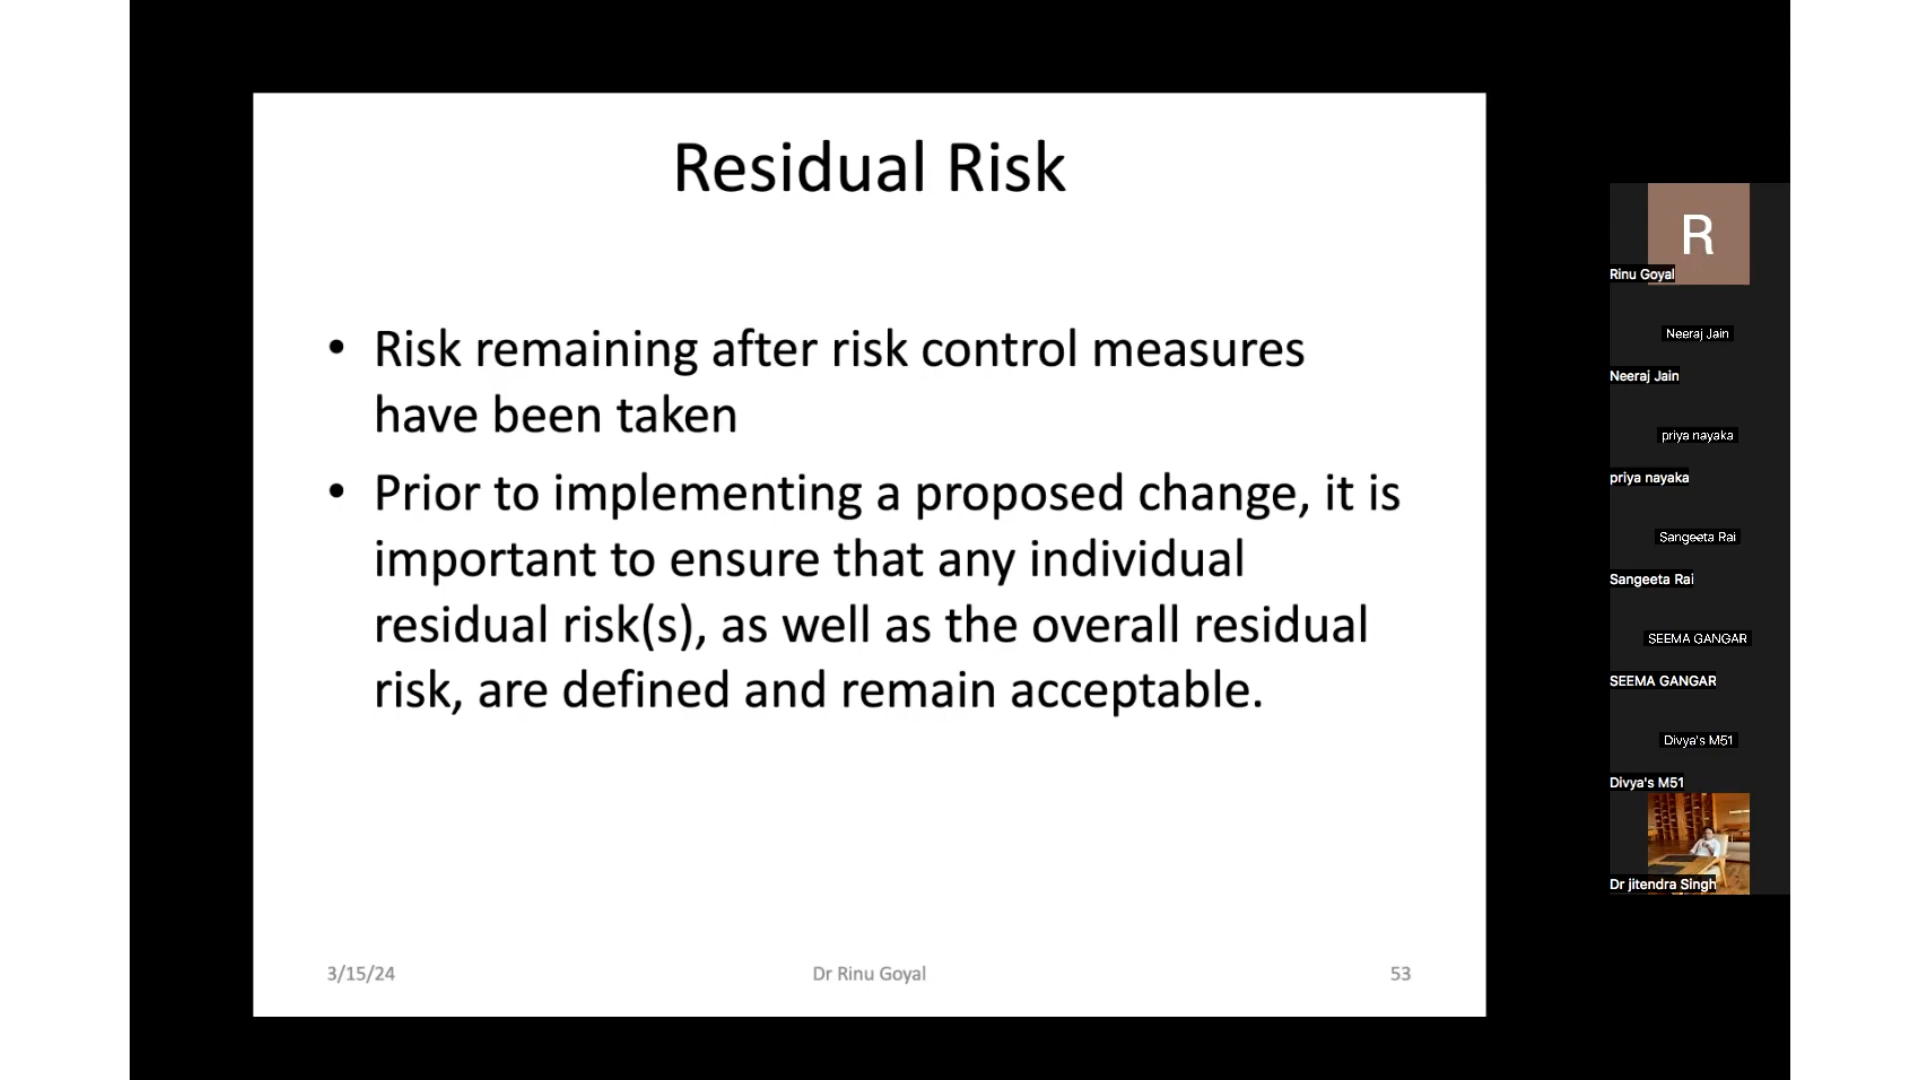 Residual Risk
• Risk remaining after risk control measures
have been taken
• Prior to implementing a proposed change, it is
important to ensure that any individual
residual risk(s), as well as the overall residual
risk, are defined and remain acceptable.
3/15/24
Dr Rinu Goyal
53
R
Rinu Goyal
Neeraj Jain
Neeraj Jain
priya nayaka
priya nayaka
Sangeeta Rai
Sangeeta Rai
SEEMA GANGAR
SEEMA GANGAR
Divya's M51
Divya's M51
Dr jitendra Singh